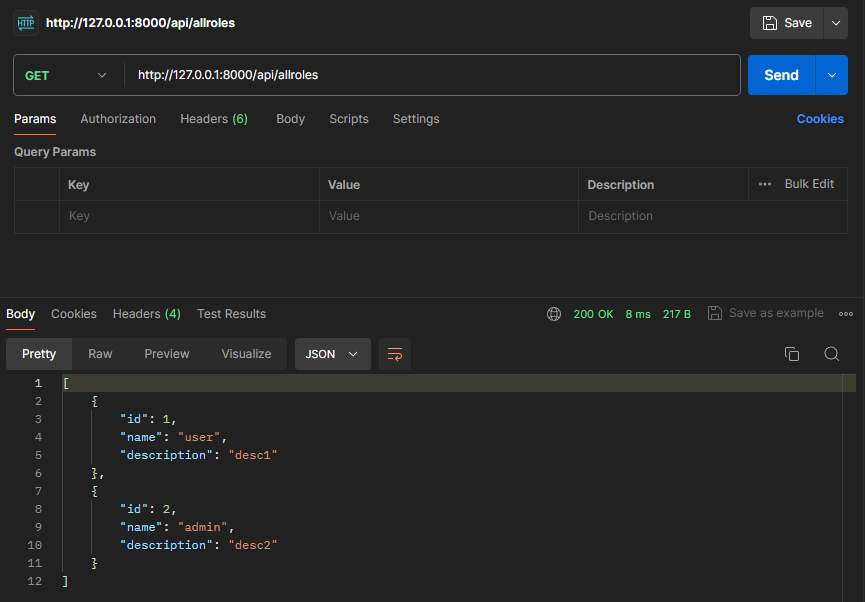 HTTP http://127.0.0.1:8000/api/allroles Save
GET http://127.0.0.1:8000/api/allroles Send
Params Authorization Headers (6) Body Scripts Settings Cookies
Query Params
Key Value Description ••• Bulk Edit
Key Value Description
Body Cookies Headers (4) Test Results 200 OK 8 ms 217 B Save as example
Pretty Raw Preview Visualize JSON
1 [
2 {
3 "id": 1,
4 "name": "user",
5 "description": "desc1"
6 },
7 {
8 "id": 2,
9 "name": "admin",
10 "description": "desc2"
11 }
12 ]